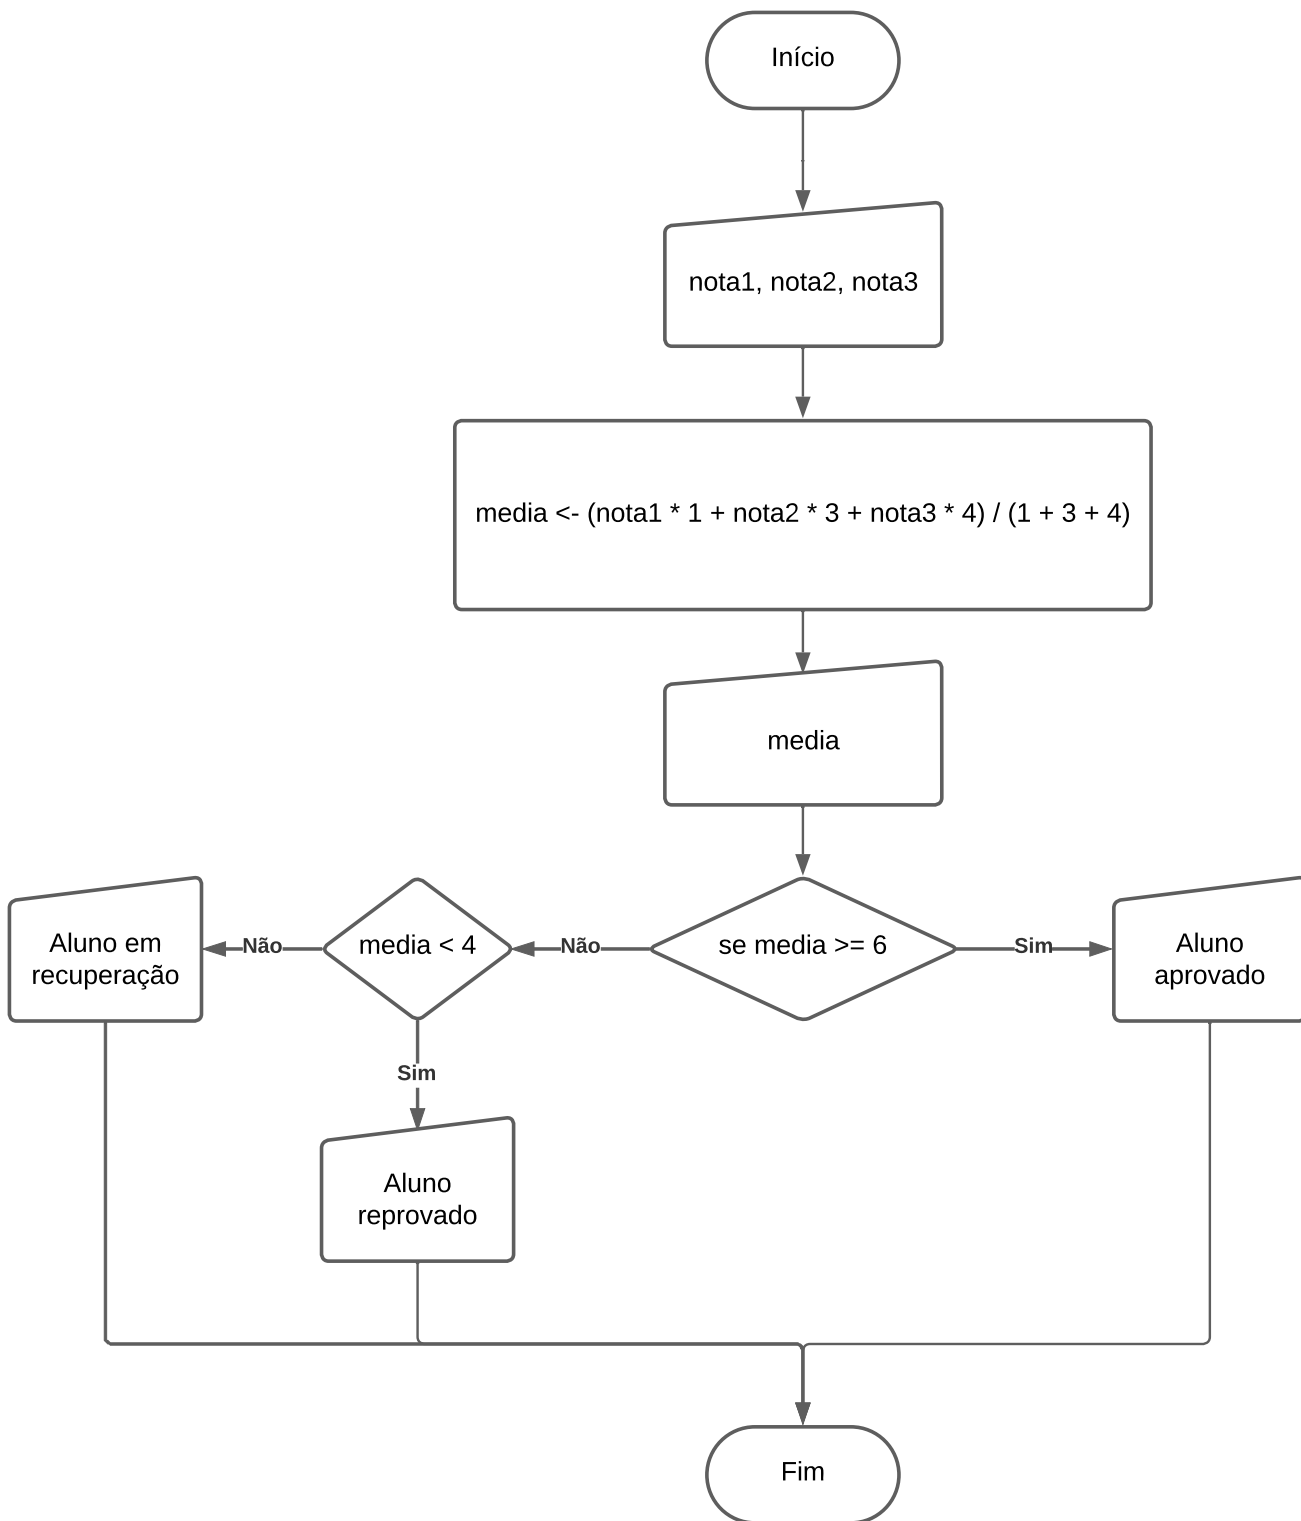 Início
nota1, nota2, nota3
media <- (nota1 * 1 + nota2 * 3 + nota3 * 4) / (1 + 3 + 4)
media
Aluno em
recuperação
Não
media < 4
Não
se media >= 6
Sim
Aluno
aprovado
Sim
Aluno
reprovado
Fim